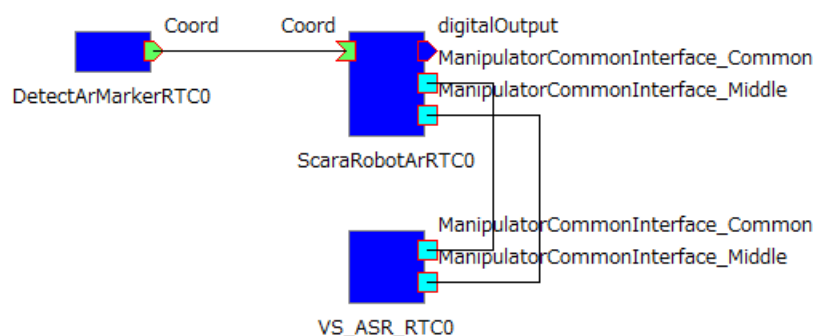 Coord
Coord
digitalOutput
ManipulatorCommonInterface_Common
ManipulatorCommonInterface_Middle
DetectArMarkerRTC0
ScaraRobotArRTC0
ManipulatorCommonInterface_Common
ManipulatorCommonInterface_Middle
VS_ASR_RTC0